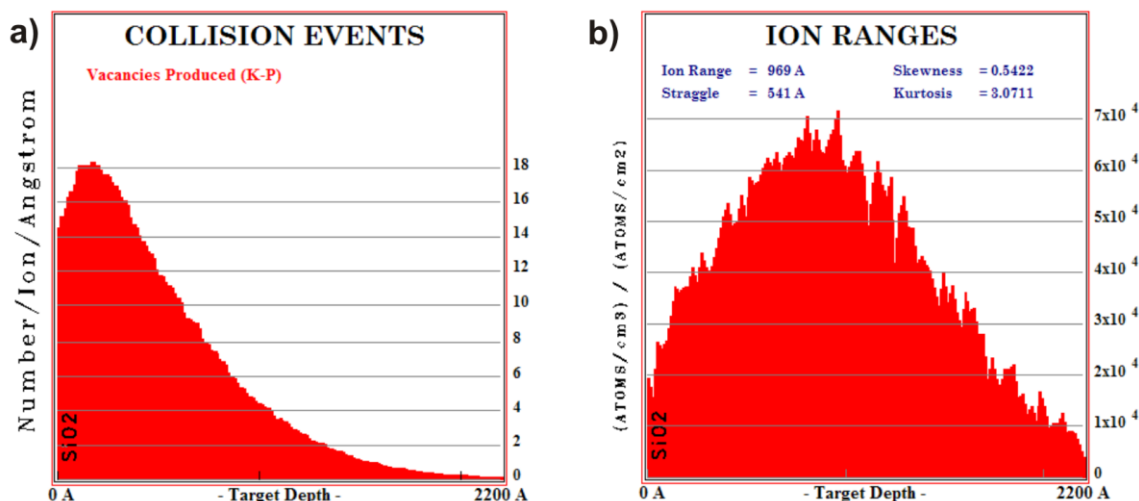 a)
COLLISION EVENTS
Vacancies Produced (K-P)
Number/Ion/Angstrom
18
16
14
12
10
8
6
4
2
0
SiO2
0 A
- Target Depth -
2200 A
b)
ION RANGES
Ion Range = 969 A
Skewness = 0.5422
Straggle = 541 A
Kurtosis = 3.0711
(ATOMS/cm3) / (ATOMS/cm2)
7x10 4
6x10 4
5x10 4
4x10 4
3x10 4
2x10 4
1x10 4
SiO2
0 A
- Target Depth -
2200 A